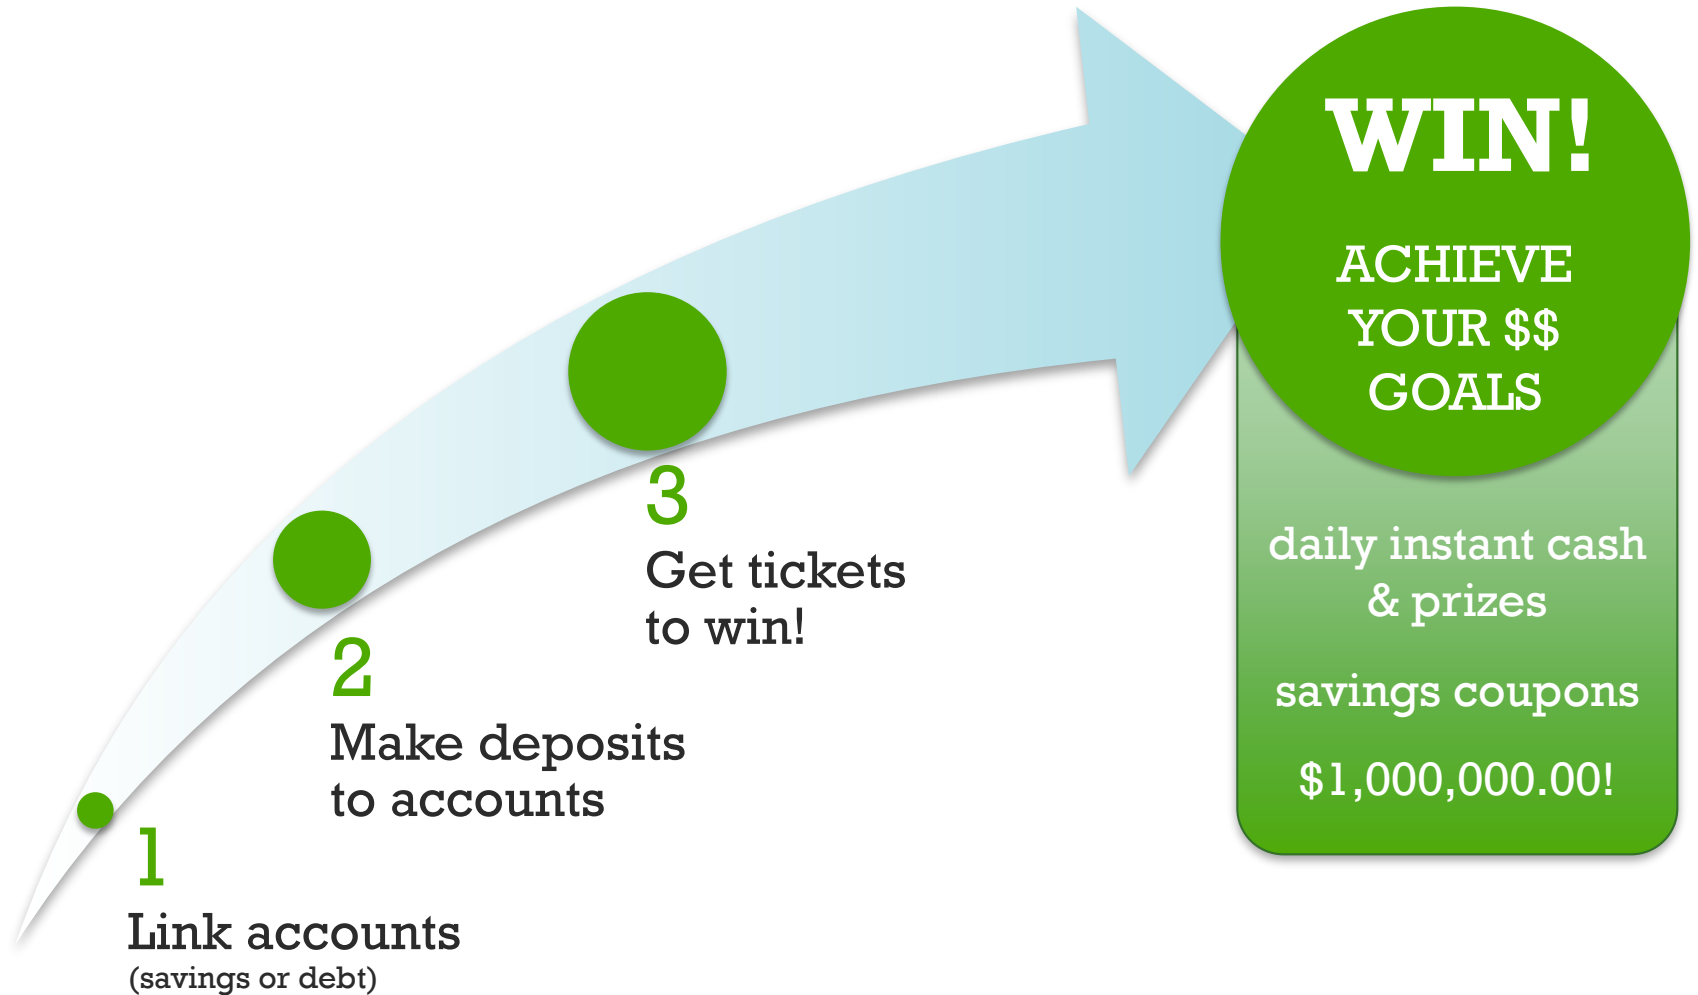 1
Link accounts
(savings or debt)
2
Make deposits
to accounts
3
Get tickets
to win!
WIN!
ACHIEVE
YOUR $$
GOALS
daily instant cash
& prizes
savings coupons
$1,000,000.00!